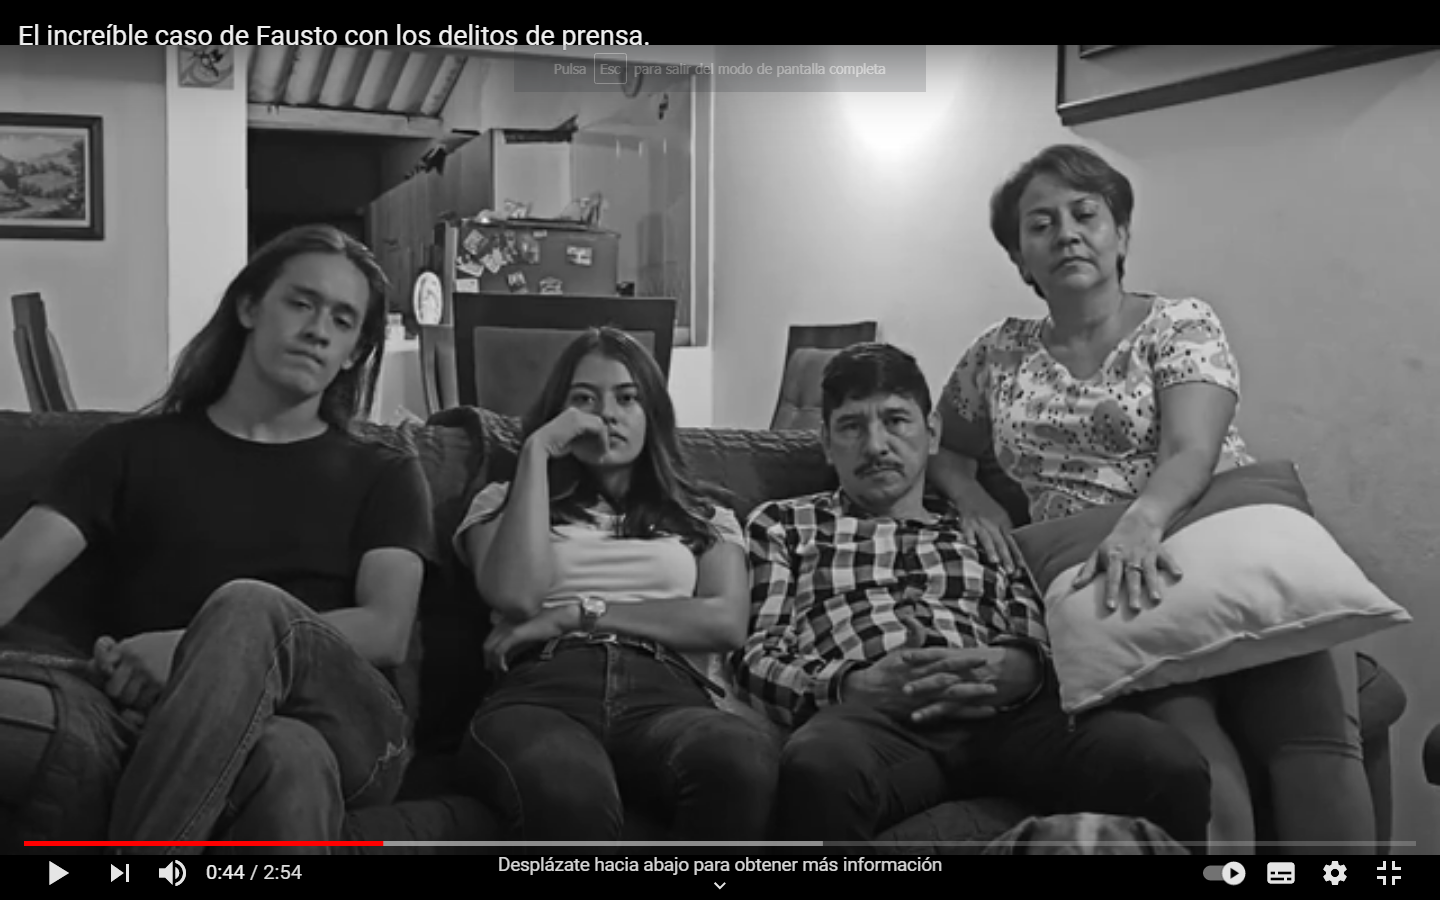 El increíble caso de Fausto con los delitos de prensa.
Pulsa Esc para salir del modo de pantalla completa
0:44 / 2:54
Desplázate hacia abajo para obtener más información